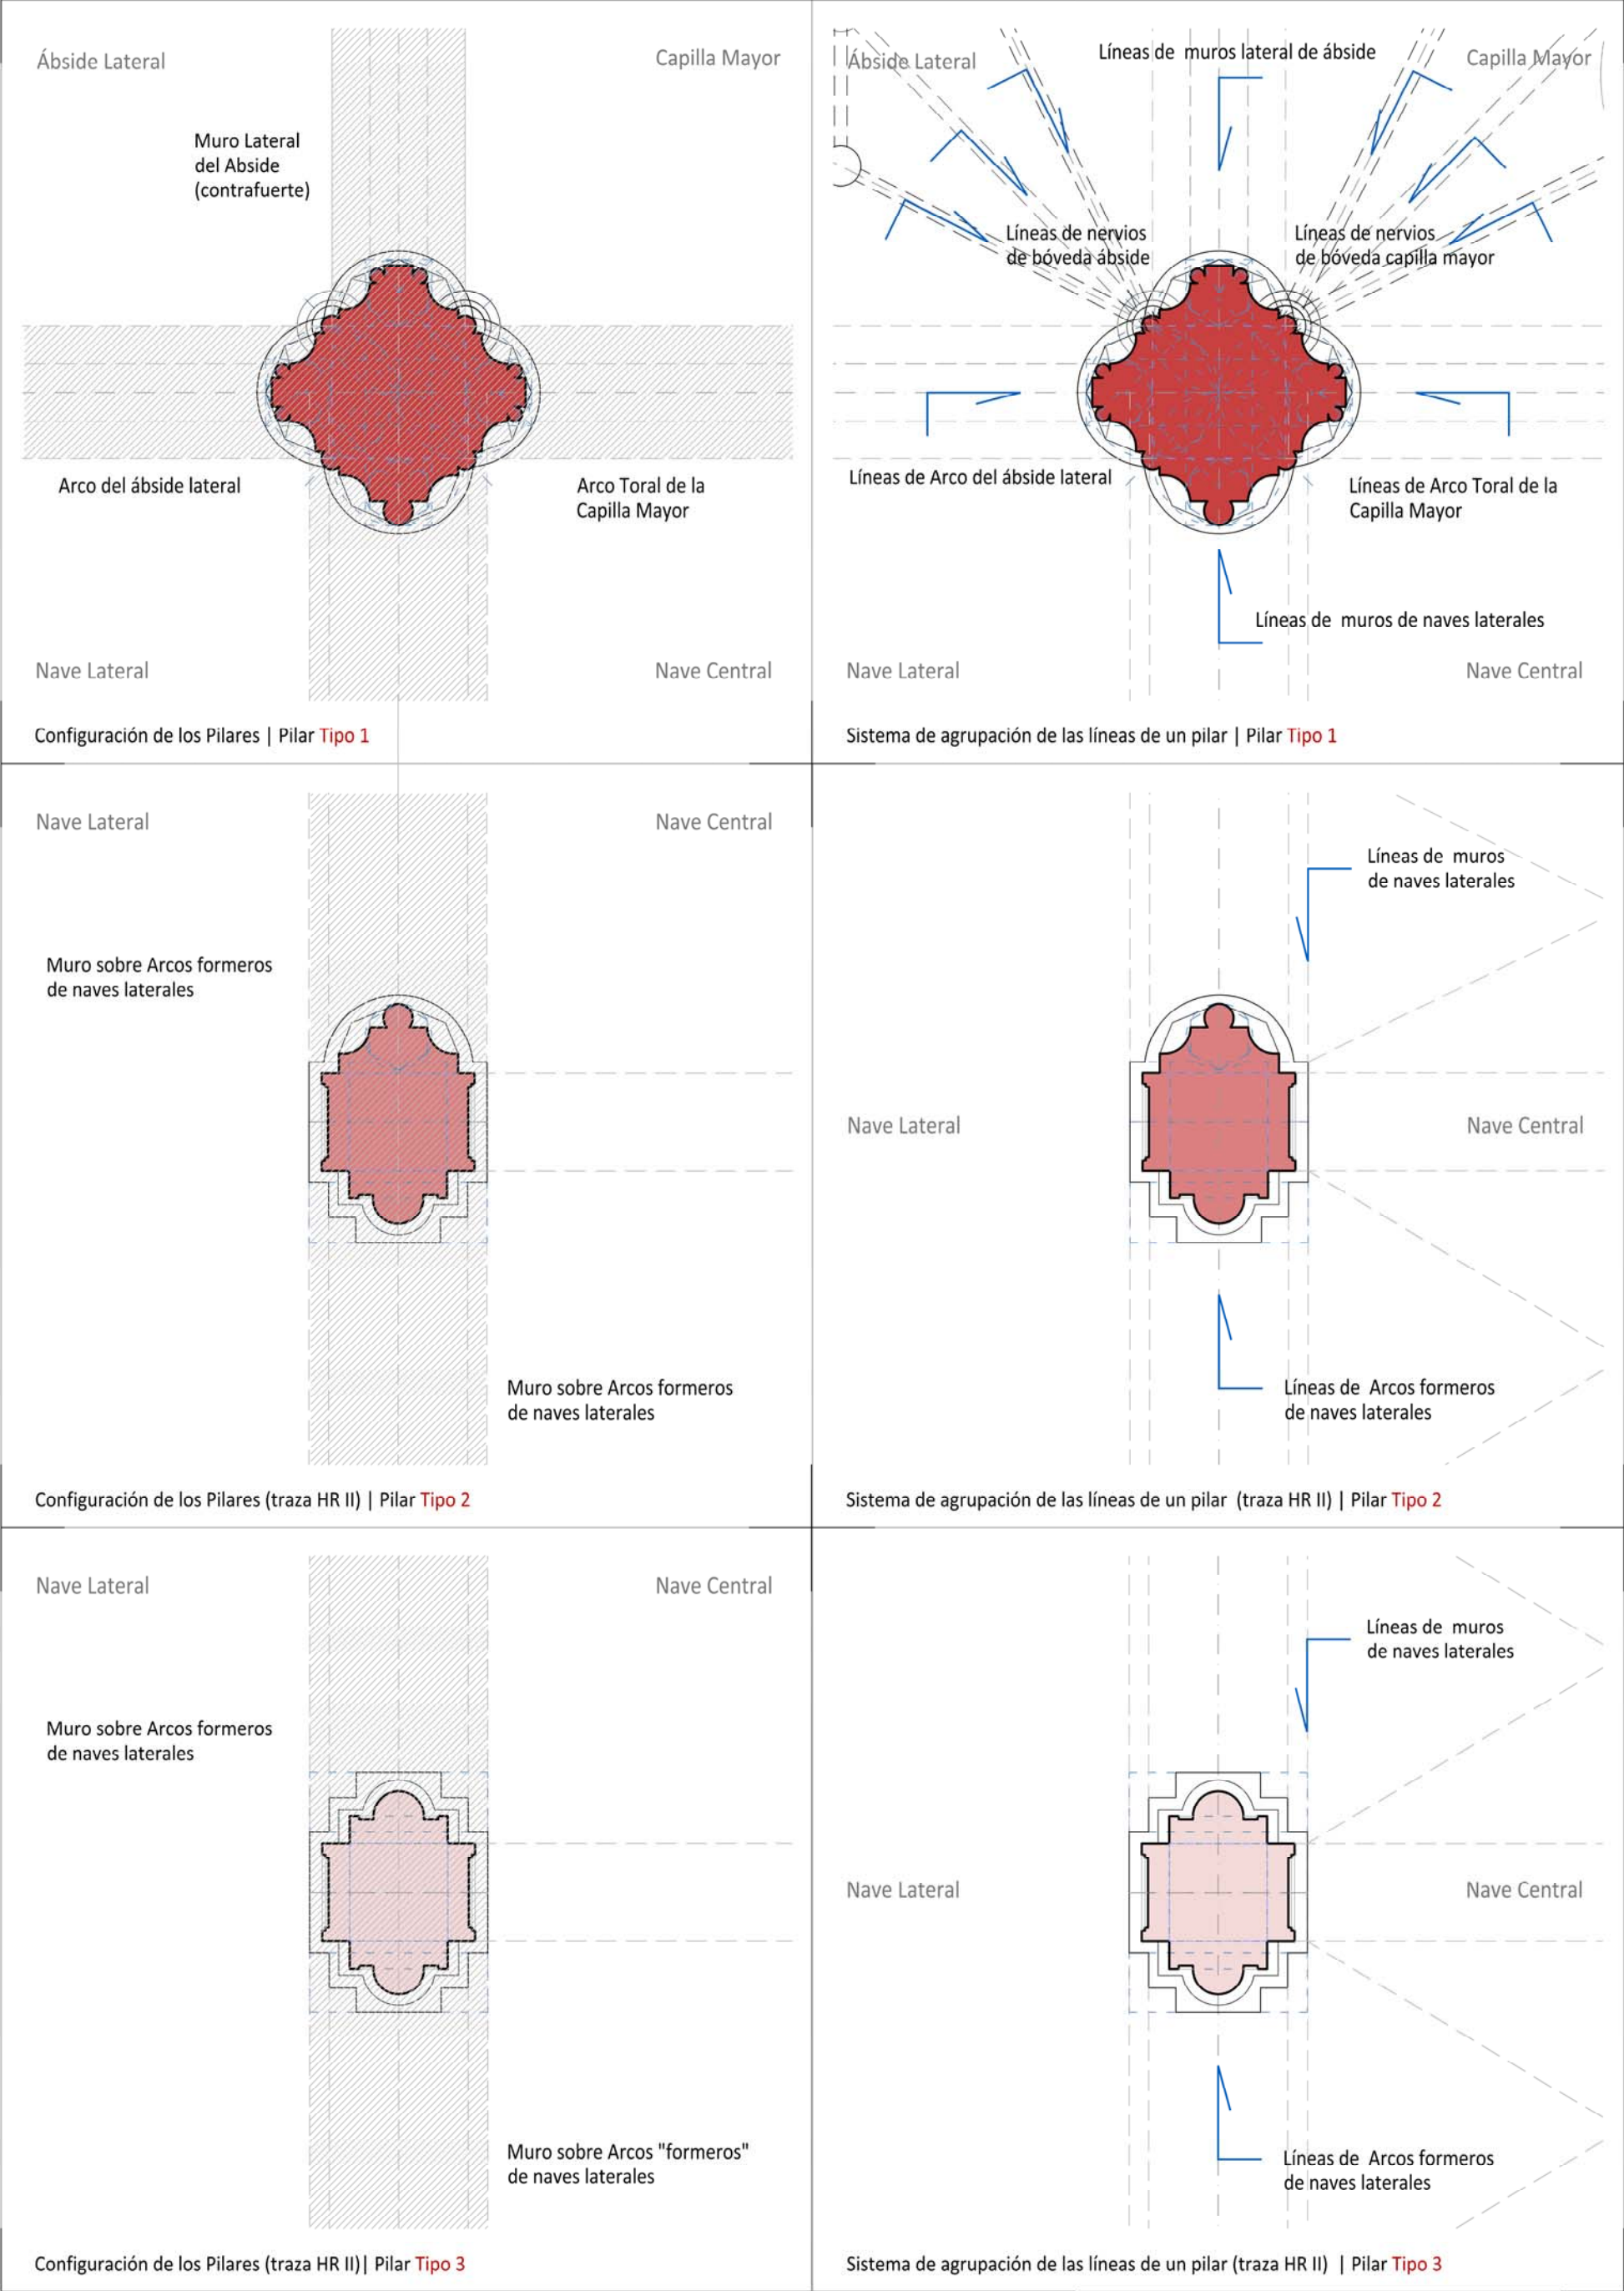 Ábside Lateral
Capilla Mayor
Muro Lateral
del Abside
(contrafuerte)
Arco del ábside lateral
Arco Toral de la
Capilla Mayor
Nave Lateral
Nave Central
Configuración de los Pilares | Pilar Tipo 1
Ábside Lateral
Líneas de muros lateral de ábside
Capilla Mayor
Líneas de nervios
de bóveda ábside
Líneas de nervios
de bóveda capilla mayor
Líneas de Arco del ábside lateral
Líneas de Arco Toral de la
Capilla Mayor
Líneas de muros de naves laterales
Nave Lateral
Nave Central
Sistema de agrupación de las líneas de un pilar | Pilar Tipo 1
Nave Lateral
Nave Central
Muro sobre Arcos formeros
de naves laterales
Muro sobre Arcos formeros
de naves laterales
Configuración de los Pilares (traza HR II) | Pilar Tipo 2
Líneas de muros
de naves laterales
Nave Lateral
Nave Central
Líneas de Arcos formeros
de naves laterales
Sistema de agrupación de las líneas de un pilar (traza HR II) | Pilar Tipo 2
Nave Lateral
Nave Central
Muro sobre Arcos formeros
de naves laterales
Muro sobre Arcos "formeros"
de naves laterales
Configuración de los Pilares (traza HR II)| Pilar Tipo 3
Líneas de muros
de naves laterales
Nave Lateral
Nave Central
Líneas de Arcos formeros
de naves laterales
Sistema de agrupación de las líneas de un pilar (traza HR II) | Pilar Tipo 3